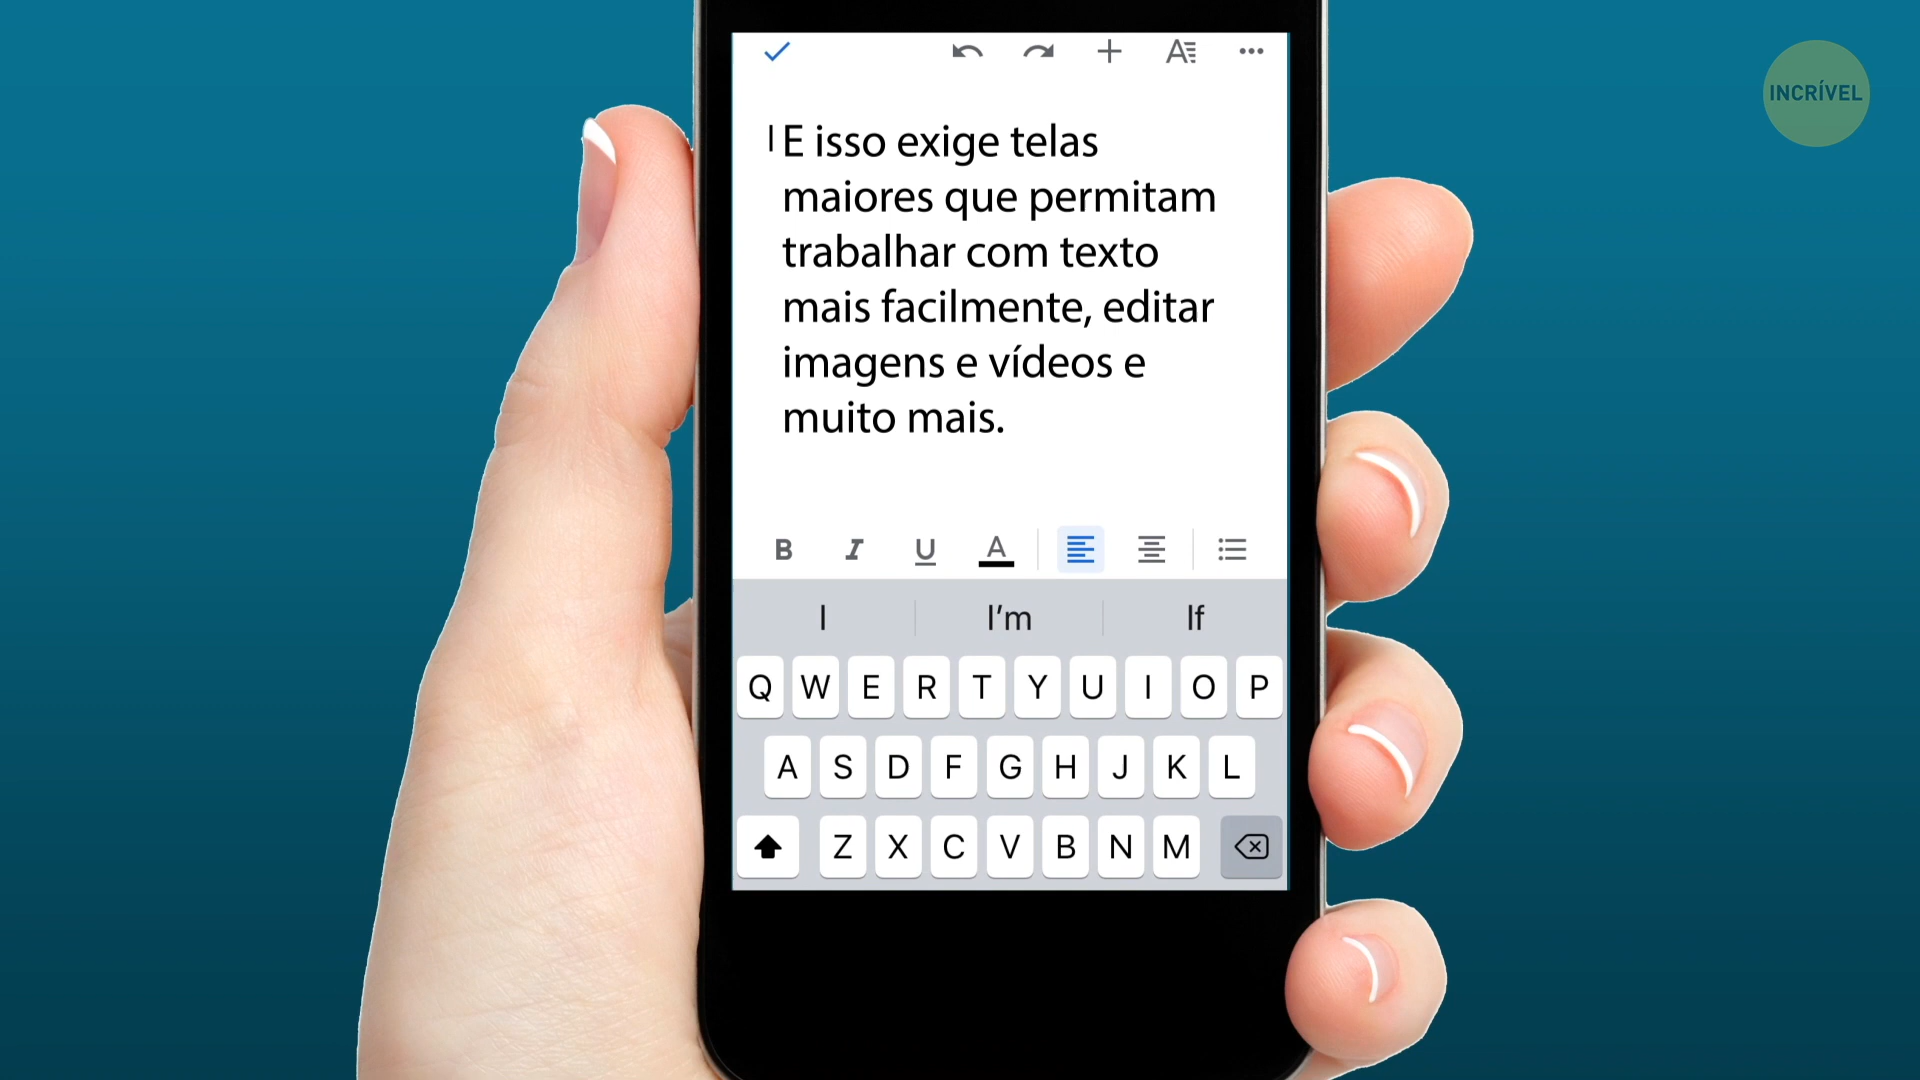 INCRÍVEL
E isso exige telas
maiores que permitam
trabalhar com texto
mais facilmente, editar
imagens e vídeos e
muito mais.
B I U A
I I'm If
Q W E R T Y U I O P
A S D F G H J K L
Z X C V B N M